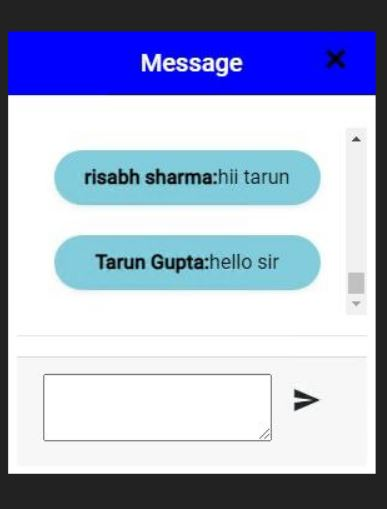 Message
risabh sharma:hii tarun
Tarun Gupta:hello sir